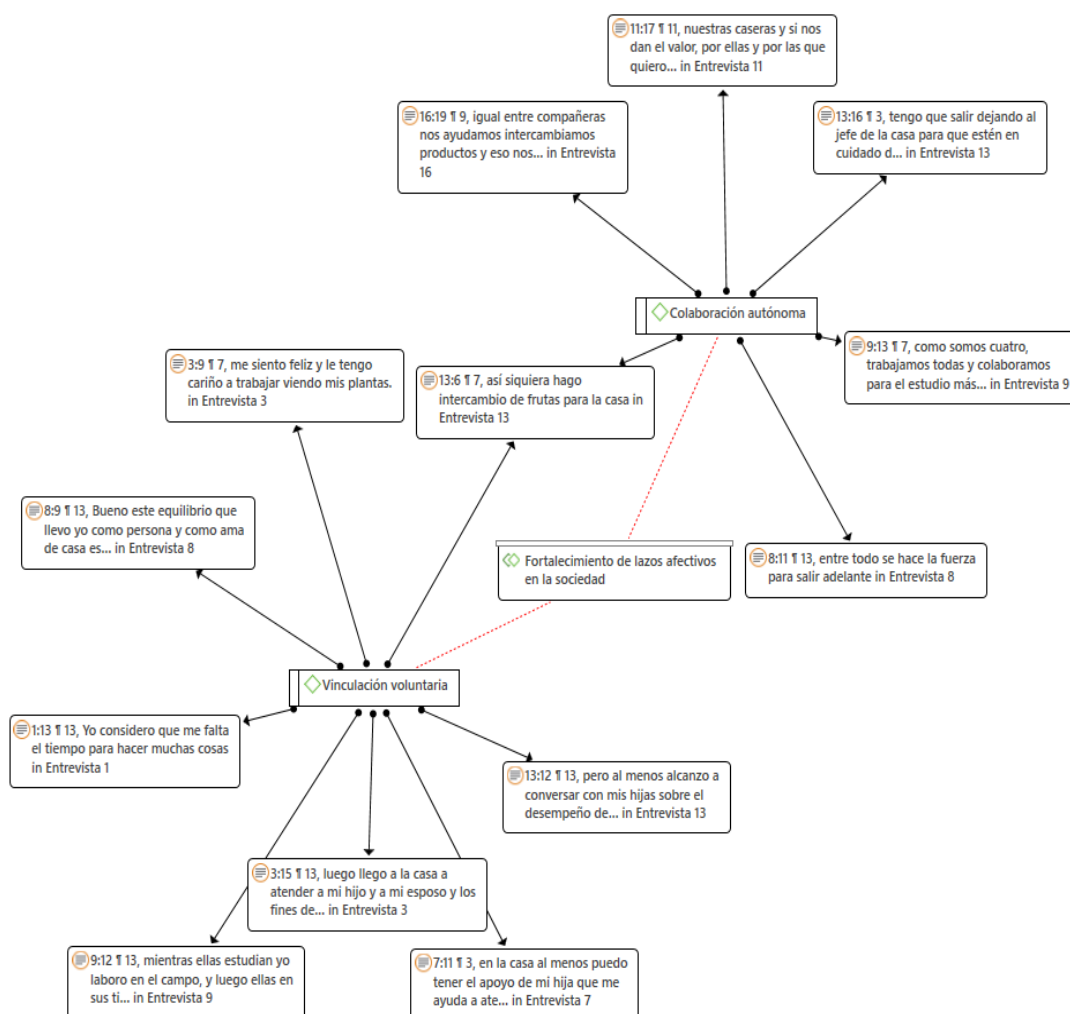 11:17 ¶ 11, nuestras caseras y si nos
dan el valor, por ellas y por las que
quiero... in Entrevista 11
16:19 ¶ 9, igual entre compañeras
nos ayudamos intercambiamos
productos y eso nos... in Entrevista
16
13:16 ¶ 3, tengo que salir dejando al
jefe de la casa para que estén en
cuidado d... in Entrevista 13
Colaboración autónoma
9:13 ¶ 7, como somos cuatro,
trabajamos todas y colaboramos
para el estudio más... in Entrevista 9
3:9 ¶ 7, me siento feliz y le tengo
cariño a trabajar viendo mis plantas.
in Entrevista 3
13:6 ¶ 7, así siquiera hago
intercambio de frutas para la casa in
Entrevista 13
8:9 ¶ 13, Bueno este equilibrio que
llevo yo como persona y como ama
de casa es... in Entrevista 8
Fortalecimiento de lazos afectivos
en la sociedad
8:11 ¶ 13, entre todo se hace la fuerza
para salir adelante in Entrevista 8
Vinculación voluntaria
1:13 ¶ 13, Yo considero que me falta
el tiempo para hacer muchas cosas
in Entrevista 1
13:12 ¶ 13, pero al menos alcanzo a
conversar con mis hijas sobre el
desempeño de... in Entrevista 13
3:15 ¶ 13, luego llego a la casa a
atender a mi hijo y a mi esposo y los
fines de... in Entrevista 3
9:12 ¶ 13, mientras ellas estudian yo
laboro en el campo, y luego ellas en
sus ti... in Entrevista 9
7:11 ¶ 3, en la casa al menos puedo
tener el apoyo de mi hija que me
ayuda a ate... in Entrevista 7